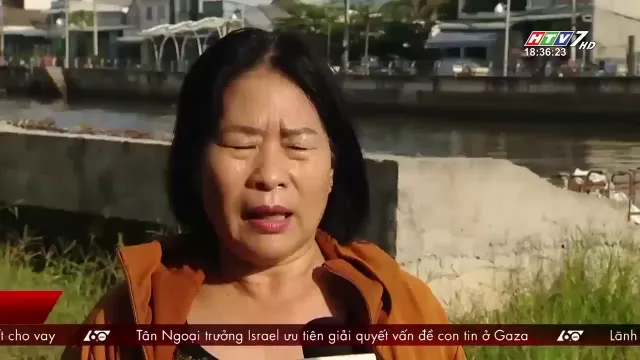 HTV7 HD
18:36:23
t cho vay 60 Tân Ngoại trưởng Israel ưu tiên giải quyết vấn đề con tin ở Gaza 60 Lãnh